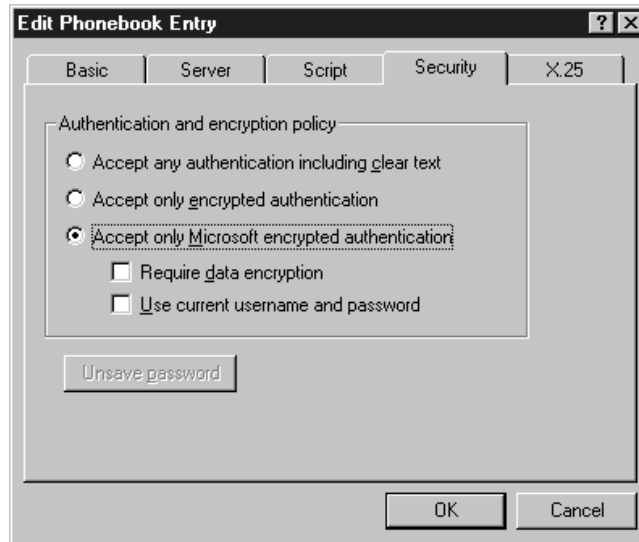 Edit Phonebook Entry ? X
Basic Server Script Security X.25
Authentication and encryption policy
Accept any authentication including clear text
Accept only encrypted authentication
Accept only Microsoft encrypted authentication
Require data encryption
Use current username and password
Unsave password
OK Cancel